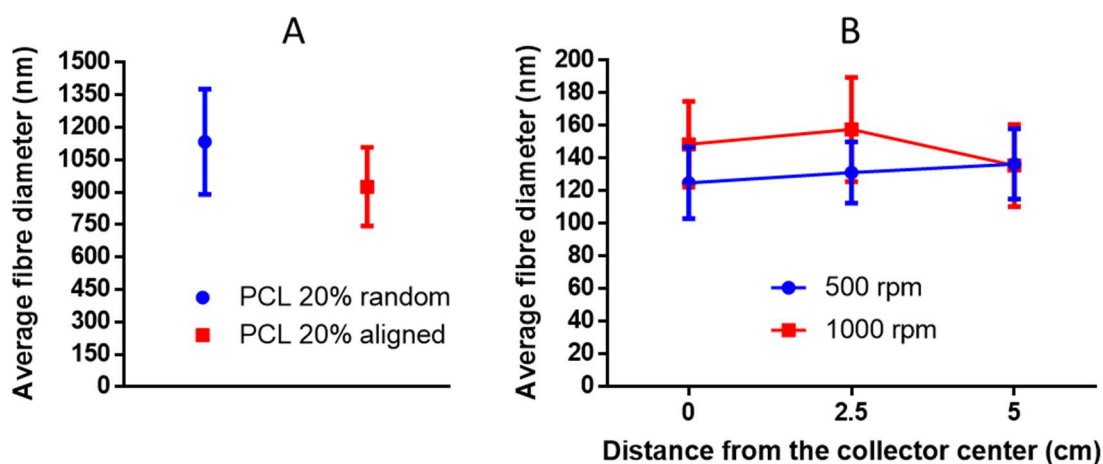 A
Average fibre diameter (nm)
1500
1350
1200
1050
900
750
600
450
300
150
0
PCL 20% random
PCL 20% aligned
B
Average fibre diameter (nm)
200
180
160
140
120
100
80
60
40
20
0
500 rpm
1000 rpm
0 2.5 5
Distance from the collector center (cm)